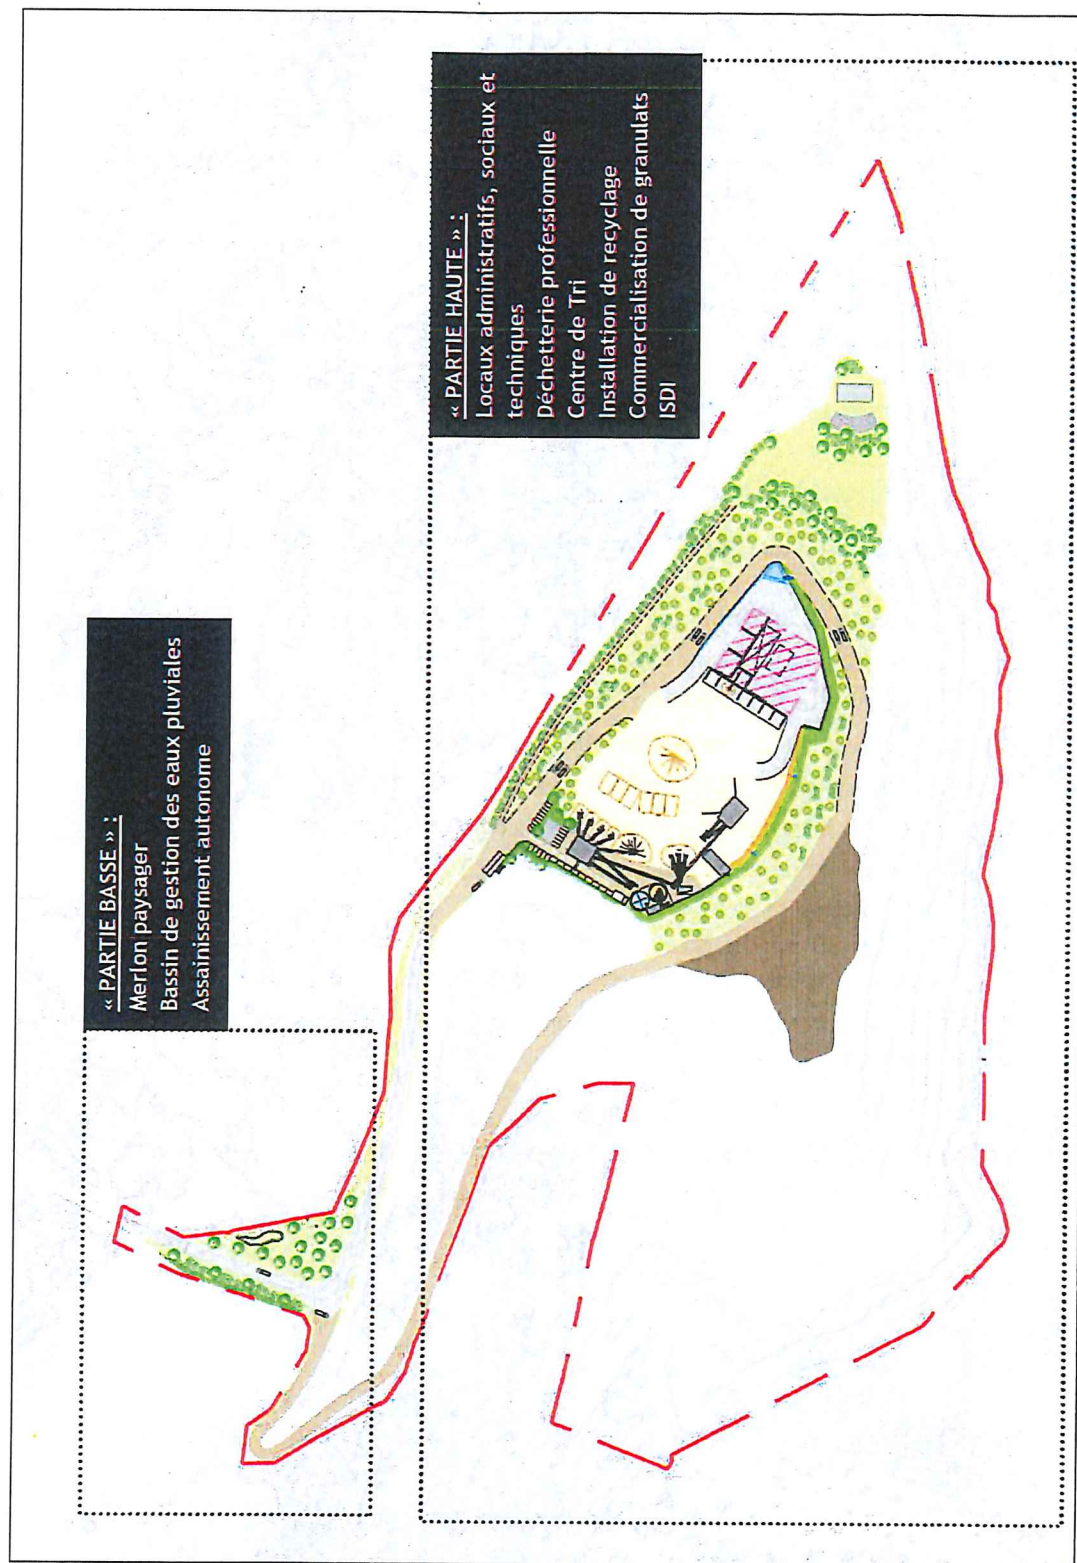 « PARTIE BASSE » :
Merlon paysager
Bassin de gestion des eaux pluviales
Assainissement autonome
« PARTIE HAUTE » :
Locaux administratifs, sociaux et
techniques
Déchetterie professionnelle
Centre de Tri
Installation de recyclage
Commercialisation de granulats
ISDI